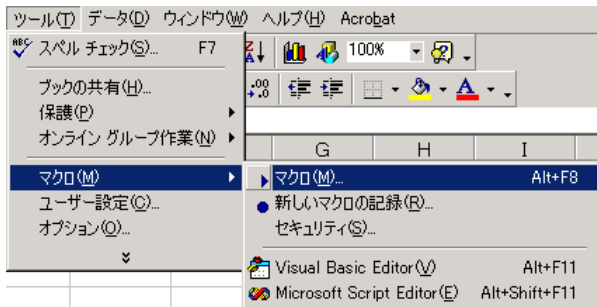 ツール(T) データ(D) ウィンドウ(W) ヘルプ(H) Acrobat
ABC スペル チェック(S)... F7
100%
ブックの共有(H)...
保護(P)
オンライン グループ作業(N)
G H I
マクロ(M)
マクロ(M)... Alt+F8
ユーザー設定(C)...
新しいマクロの記録(R)...
オプション(O)...
セキュリティ(S)...
Visual Basic Editor(V) Alt+F11
Microsoft Script Editor(E) Alt+Shift+F11